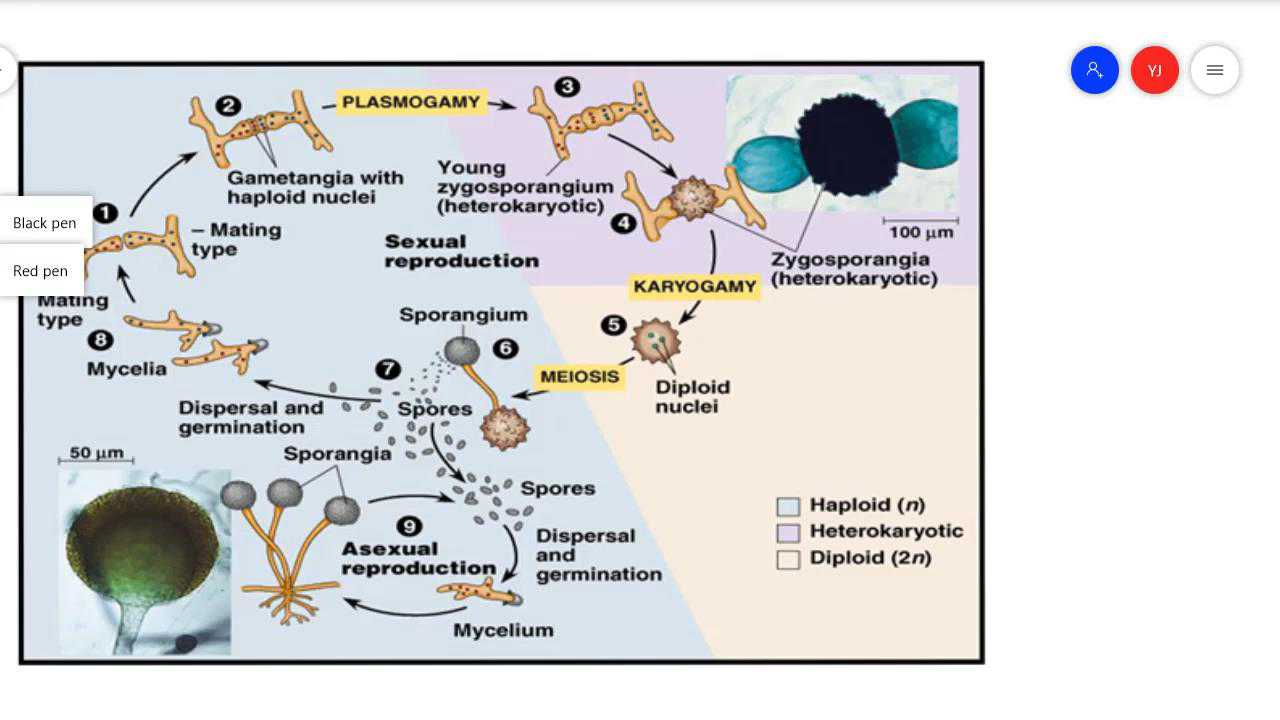 YJ
2
PLASMOGAMY
3
Gametangia with
haploid nuclei
Young
zygosporangium
(heterokaryotic)
4
100 μm
Zygosporangia
(heterokaryotic)
1
– Mating
type
Black pen
Red pen
Mating
type
Sexual
reproduction
KARYOGAMY
5
Diploid
nuclei
MEIOSIS
Sporangium
6
7
Spores
8
Mycelia
Dispersal and
germination
50 μm
Sporangia
Spores
9
Asexual
reproduction
Dispersal
and
germination
Mycelium
Haploid (n)
Heterokaryotic
Diploid (2n)